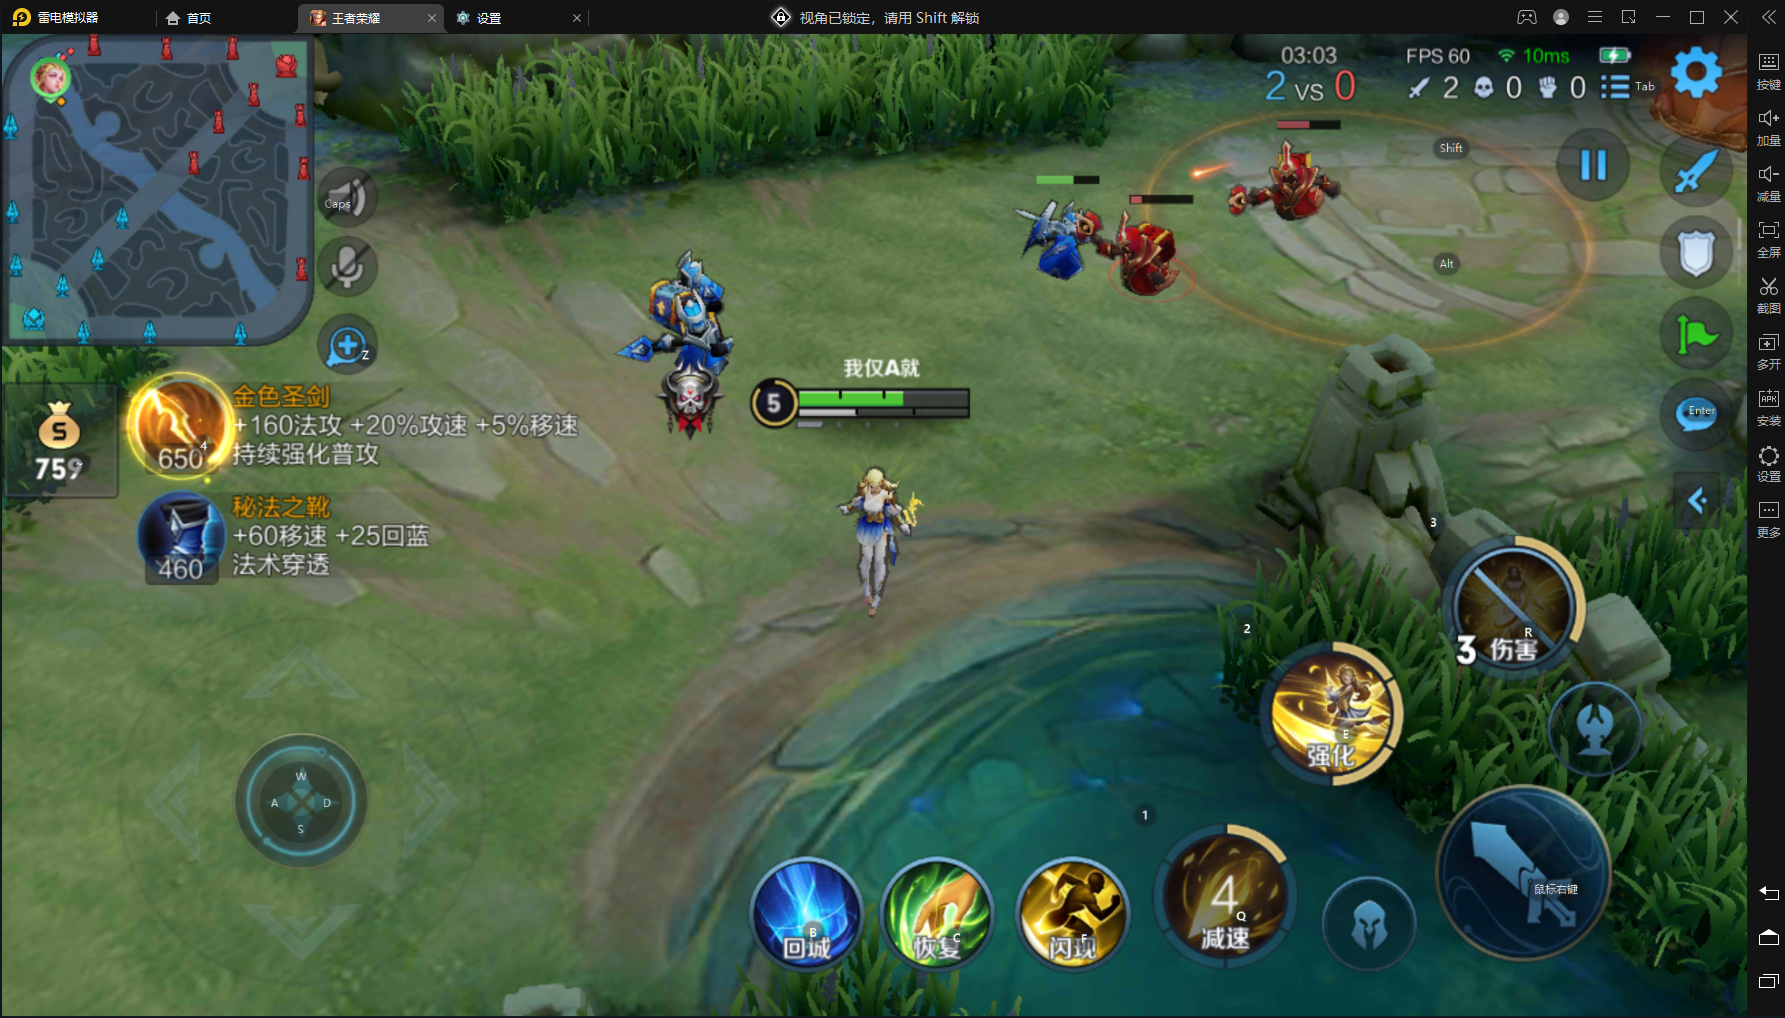 雷电模拟器
首页
王者荣耀
设置
视角已锁定，请用 Shift 解锁
03:03
FPS 60
10ms
2 VS 0
2
0
0
Tab
按键
加量
减量
全屏
截图
多开
安装
设置
更多
Caps
Z
Shift
Alt
Enter
我仅A就
5
金色圣剑
+160法攻 +20%攻速 +5%移速
持续强化普攻
650
4
S
秘法之靴
+60移速 +25回蓝
法术穿透
460
W
A
D
S
3
2
1
R
3 伤害
E
强化
4
Q
减速
B
回城
C
恢复
F
闪现
鼠标右键
APK